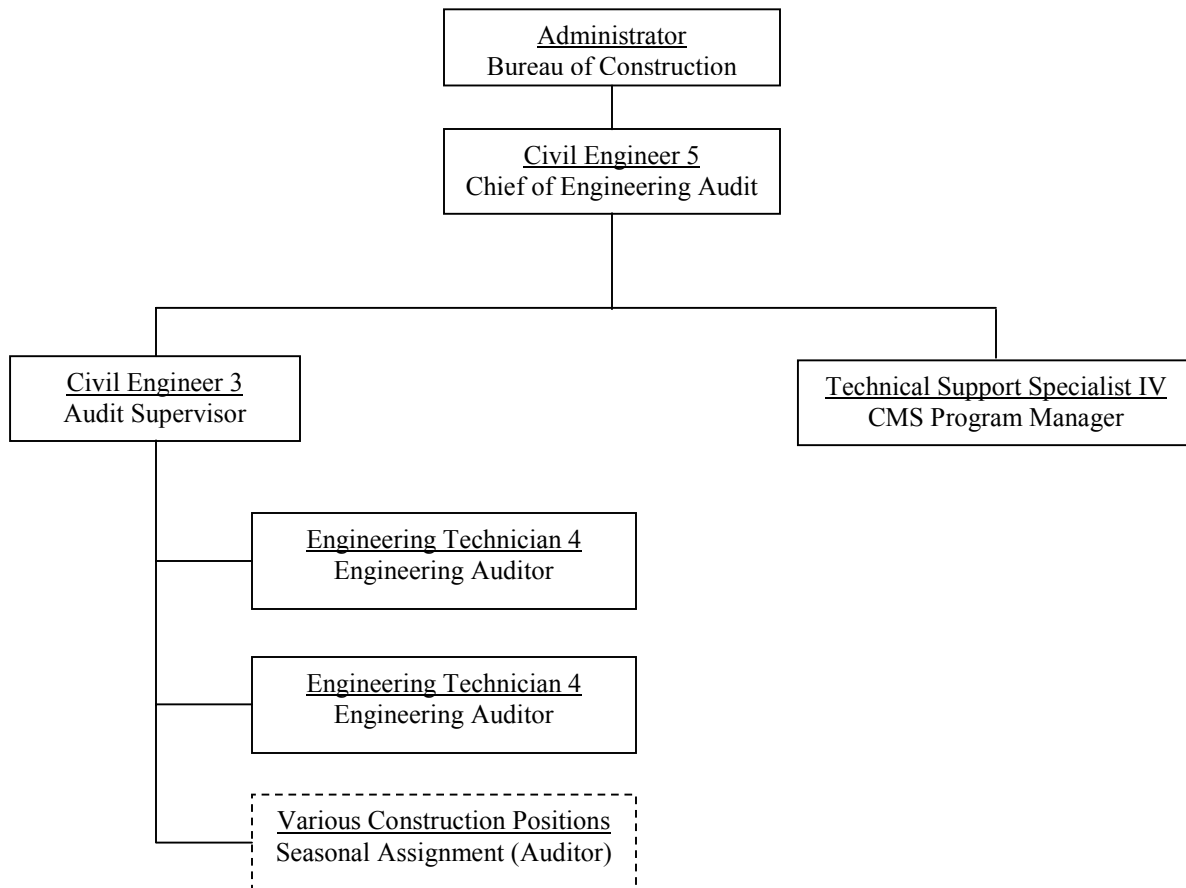 Administrator
Bureau of Construction
Civil Engineer 5
Chief of Engineering Audit
Civil Engineer 3
Audit Supervisor
Technical Support Specialist IV
CMS Program Manager
Engineering Technician 4
Engineering Auditor
Engineering Technician 4
Engineering Auditor
Various Construction Positions
Seasonal Assignment (Auditor)